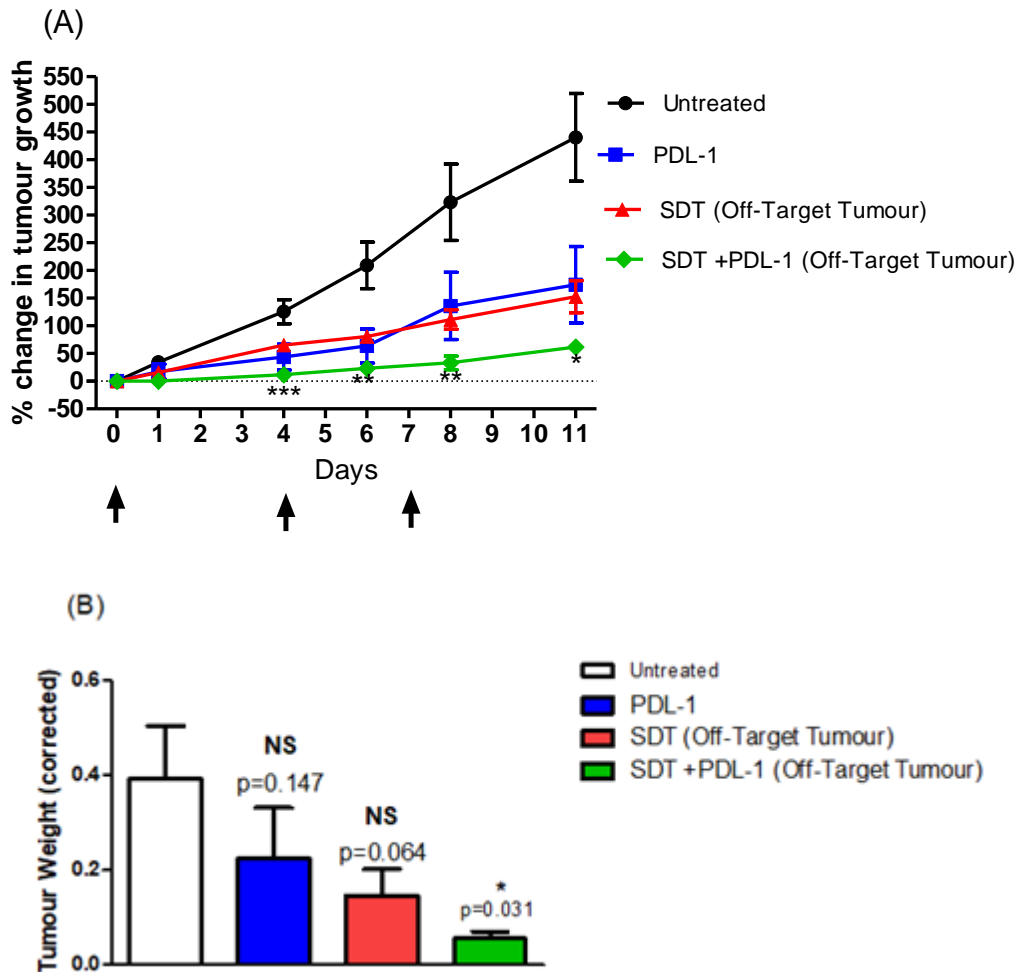 (A)
% change in tumour growth
550
500
450
400
350
300
250
200
150
100
50
0
-50
*** ** ** *
0 1 2 3 4 5 6 7 8 9 10 11
Days
Untreated
PDL-1
SDT (Off-Target Tumour)
SDT +PDL-1 (Off-Target Tumour)
(B)
Tumour Weight (corrected)
0.6
0.4
0.2
0.0
NS
p=0.147
NS
p=0.064
*
p=0.031
Untreated
PDL-1
SDT (Off-Target Tumour)
SDT +PDL-1 (Off-Target Tumour)